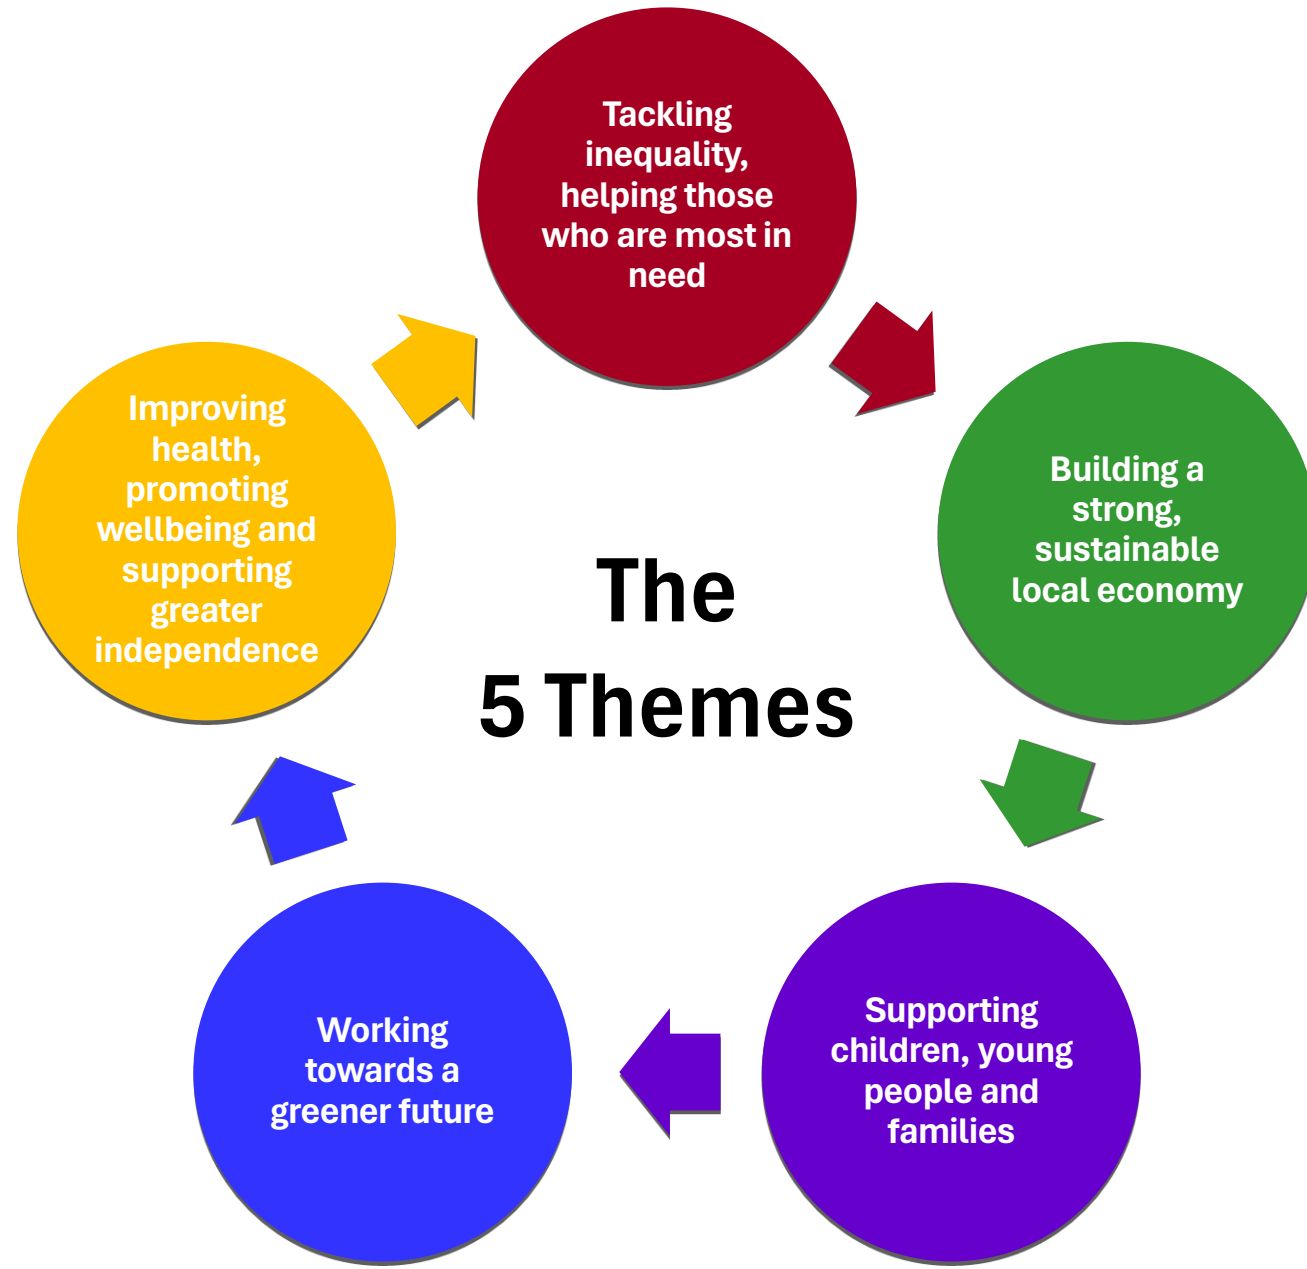 Tackling
inequality,
helping those
who are most in
need
Building a
strong,
sustainable
local economy
Supporting
children, young
people and
families
Working
towards a
greener future
Improving
health,
promoting
wellbeing and
supporting
greater
independence
The
5 Themes